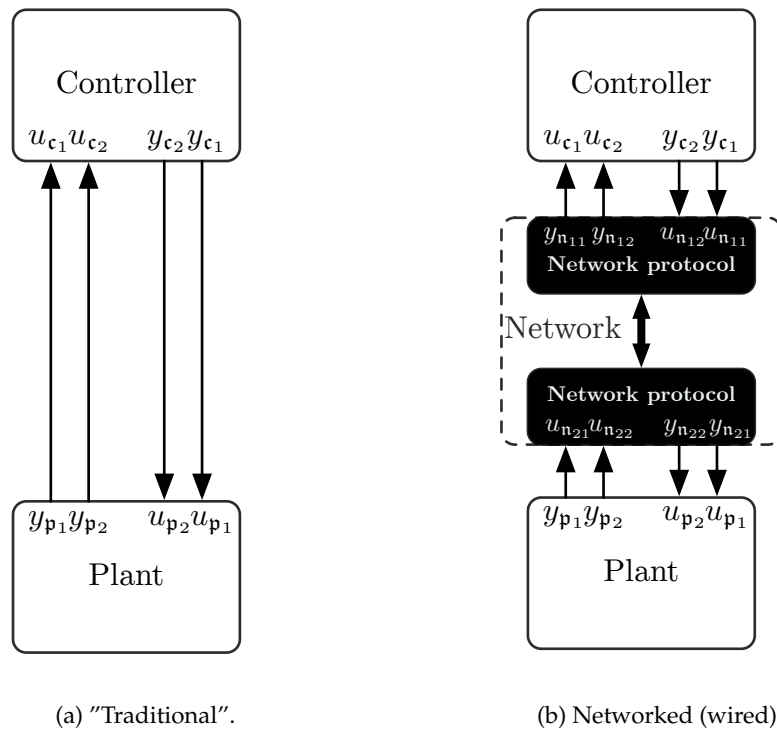 Controller
u𝔠₁ u𝔠₂ y𝔠₂ y𝔠₁
y𝔭₁ y𝔭₂ u𝔭₂ u𝔭₁
Plant
(a) ”Traditional”.
Controller
u𝔠₁ u𝔠₂ y𝔠₂ y𝔠₁
y𝔫₁₁ y𝔫₁₂ u𝔫₁₂ u𝔫₁₁
Network protocol
Network
Network protocol
u𝔫₂₁ u𝔫₂₂ y𝔫₂₂ y𝔫₂₁
y𝔭₁ y𝔭₂ u𝔭₂ u𝔭₁
Plant
(b) Networked (wired)